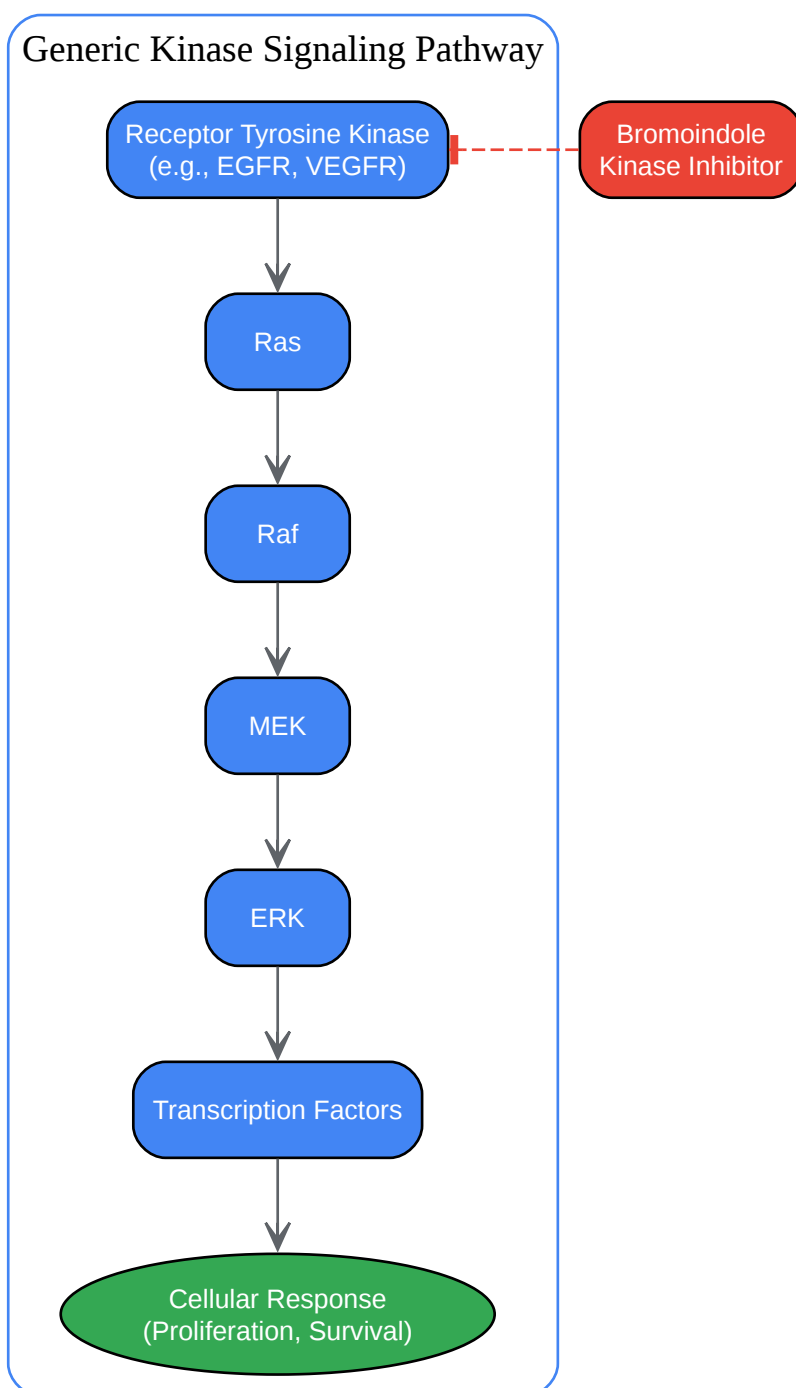 Generic Kinase Signaling Pathway
Receptor Tyrosine Kinase
(e.g., EGFR, VEGFR)
Bromoindole
Kinase Inhibitor
Ras
Raf
MEK
ERK
Transcription Factors
Cellular Response
(Proliferation, Survival)